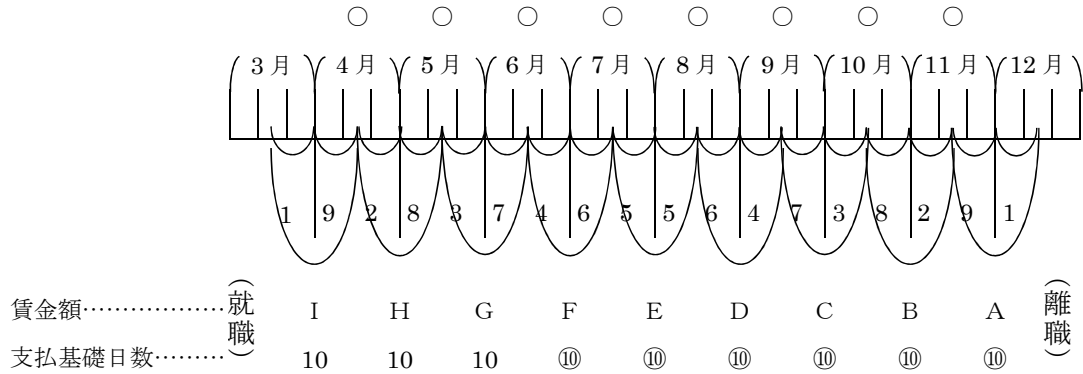 ○ ○ ○ ○ ○ ○ ○ ○
3月 4月 5月 6月 7月 8月 9月 10月 11月 12月
1 9 2 8 3 7 4 6 5 5 6 4 7 3 8 2 9 1
賃金額………………(就職) I H G F E D C B A (離職)
支払基礎日数……… 10 10 10 ⑩ ⑩ ⑩ ⑩ ⑩ ⑩